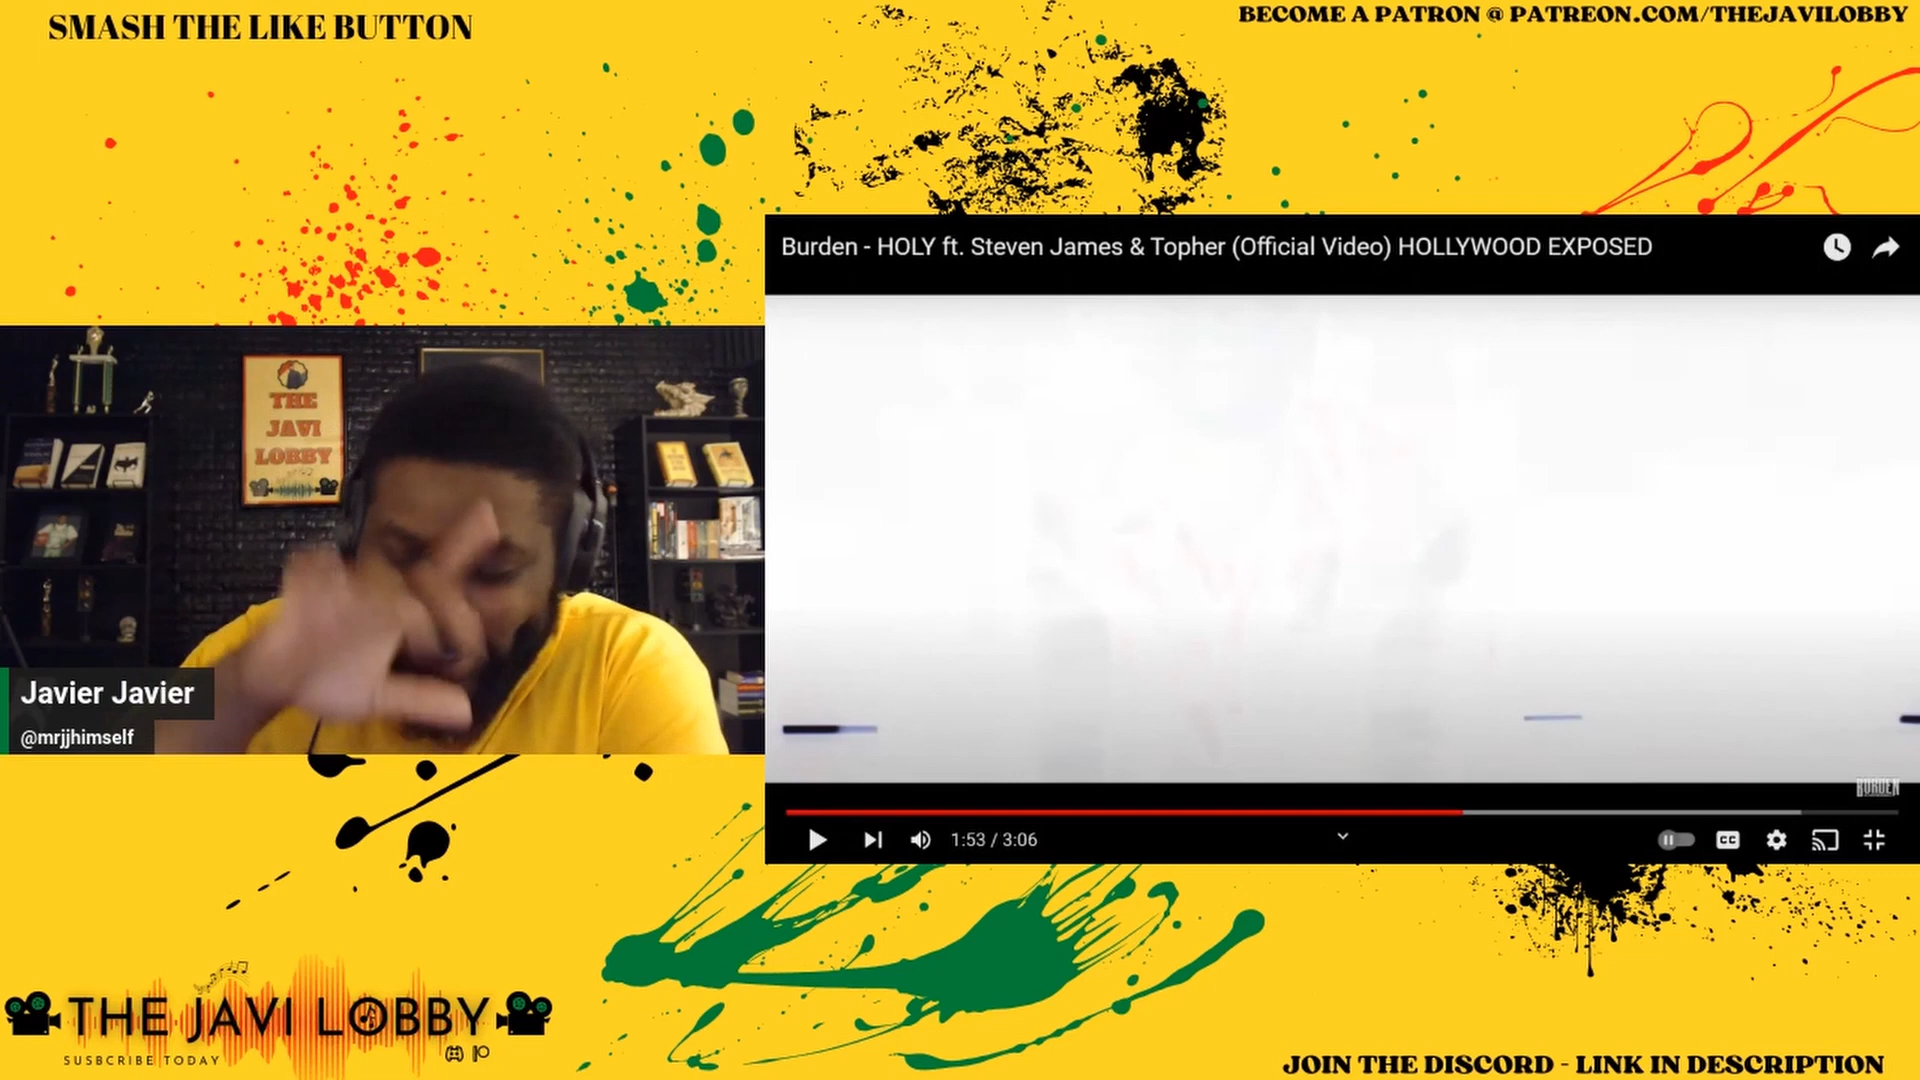 SMASH THE LIKE BUTTON
BECOME A PATRON @ PATREON.COM/THEJAVILOBBY
Burden - HOLY ft. Steven James & Topher (Official Video) HOLLYWOOD EXPOSED
THE
JAVI
LOBBY
Javier Javier
@mrjjhimself
BURDEN
1:53 / 3:06
CC
THE JAVI LOBBY
SUSBCRIBE TODAY
JOIN THE DISCORD - LINK IN DESCRIPTION